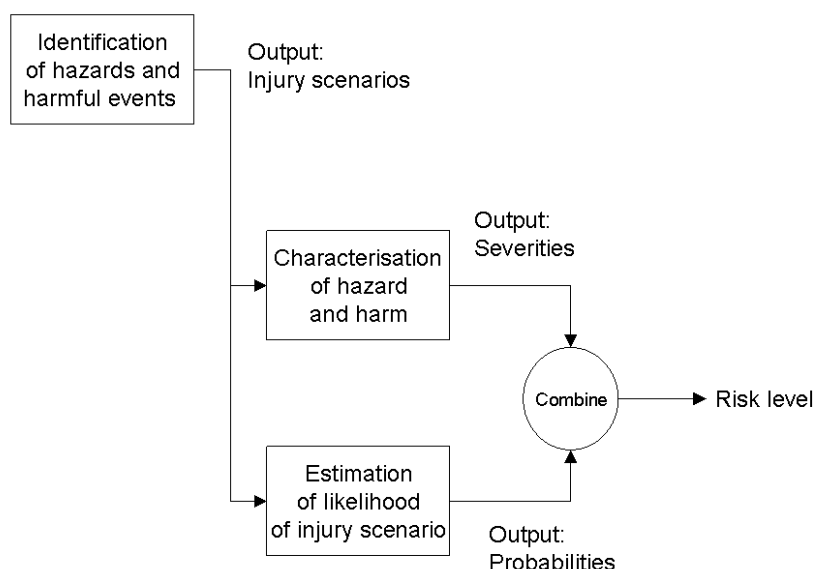 Identification
of hazards and
harmful events
Output:
Injury scenarios
Output:
Severities
Characterisation
of hazard
and harm
Combine
Risk level
Estimation
of likelihood
of injury scenario
Output:
Probabilities